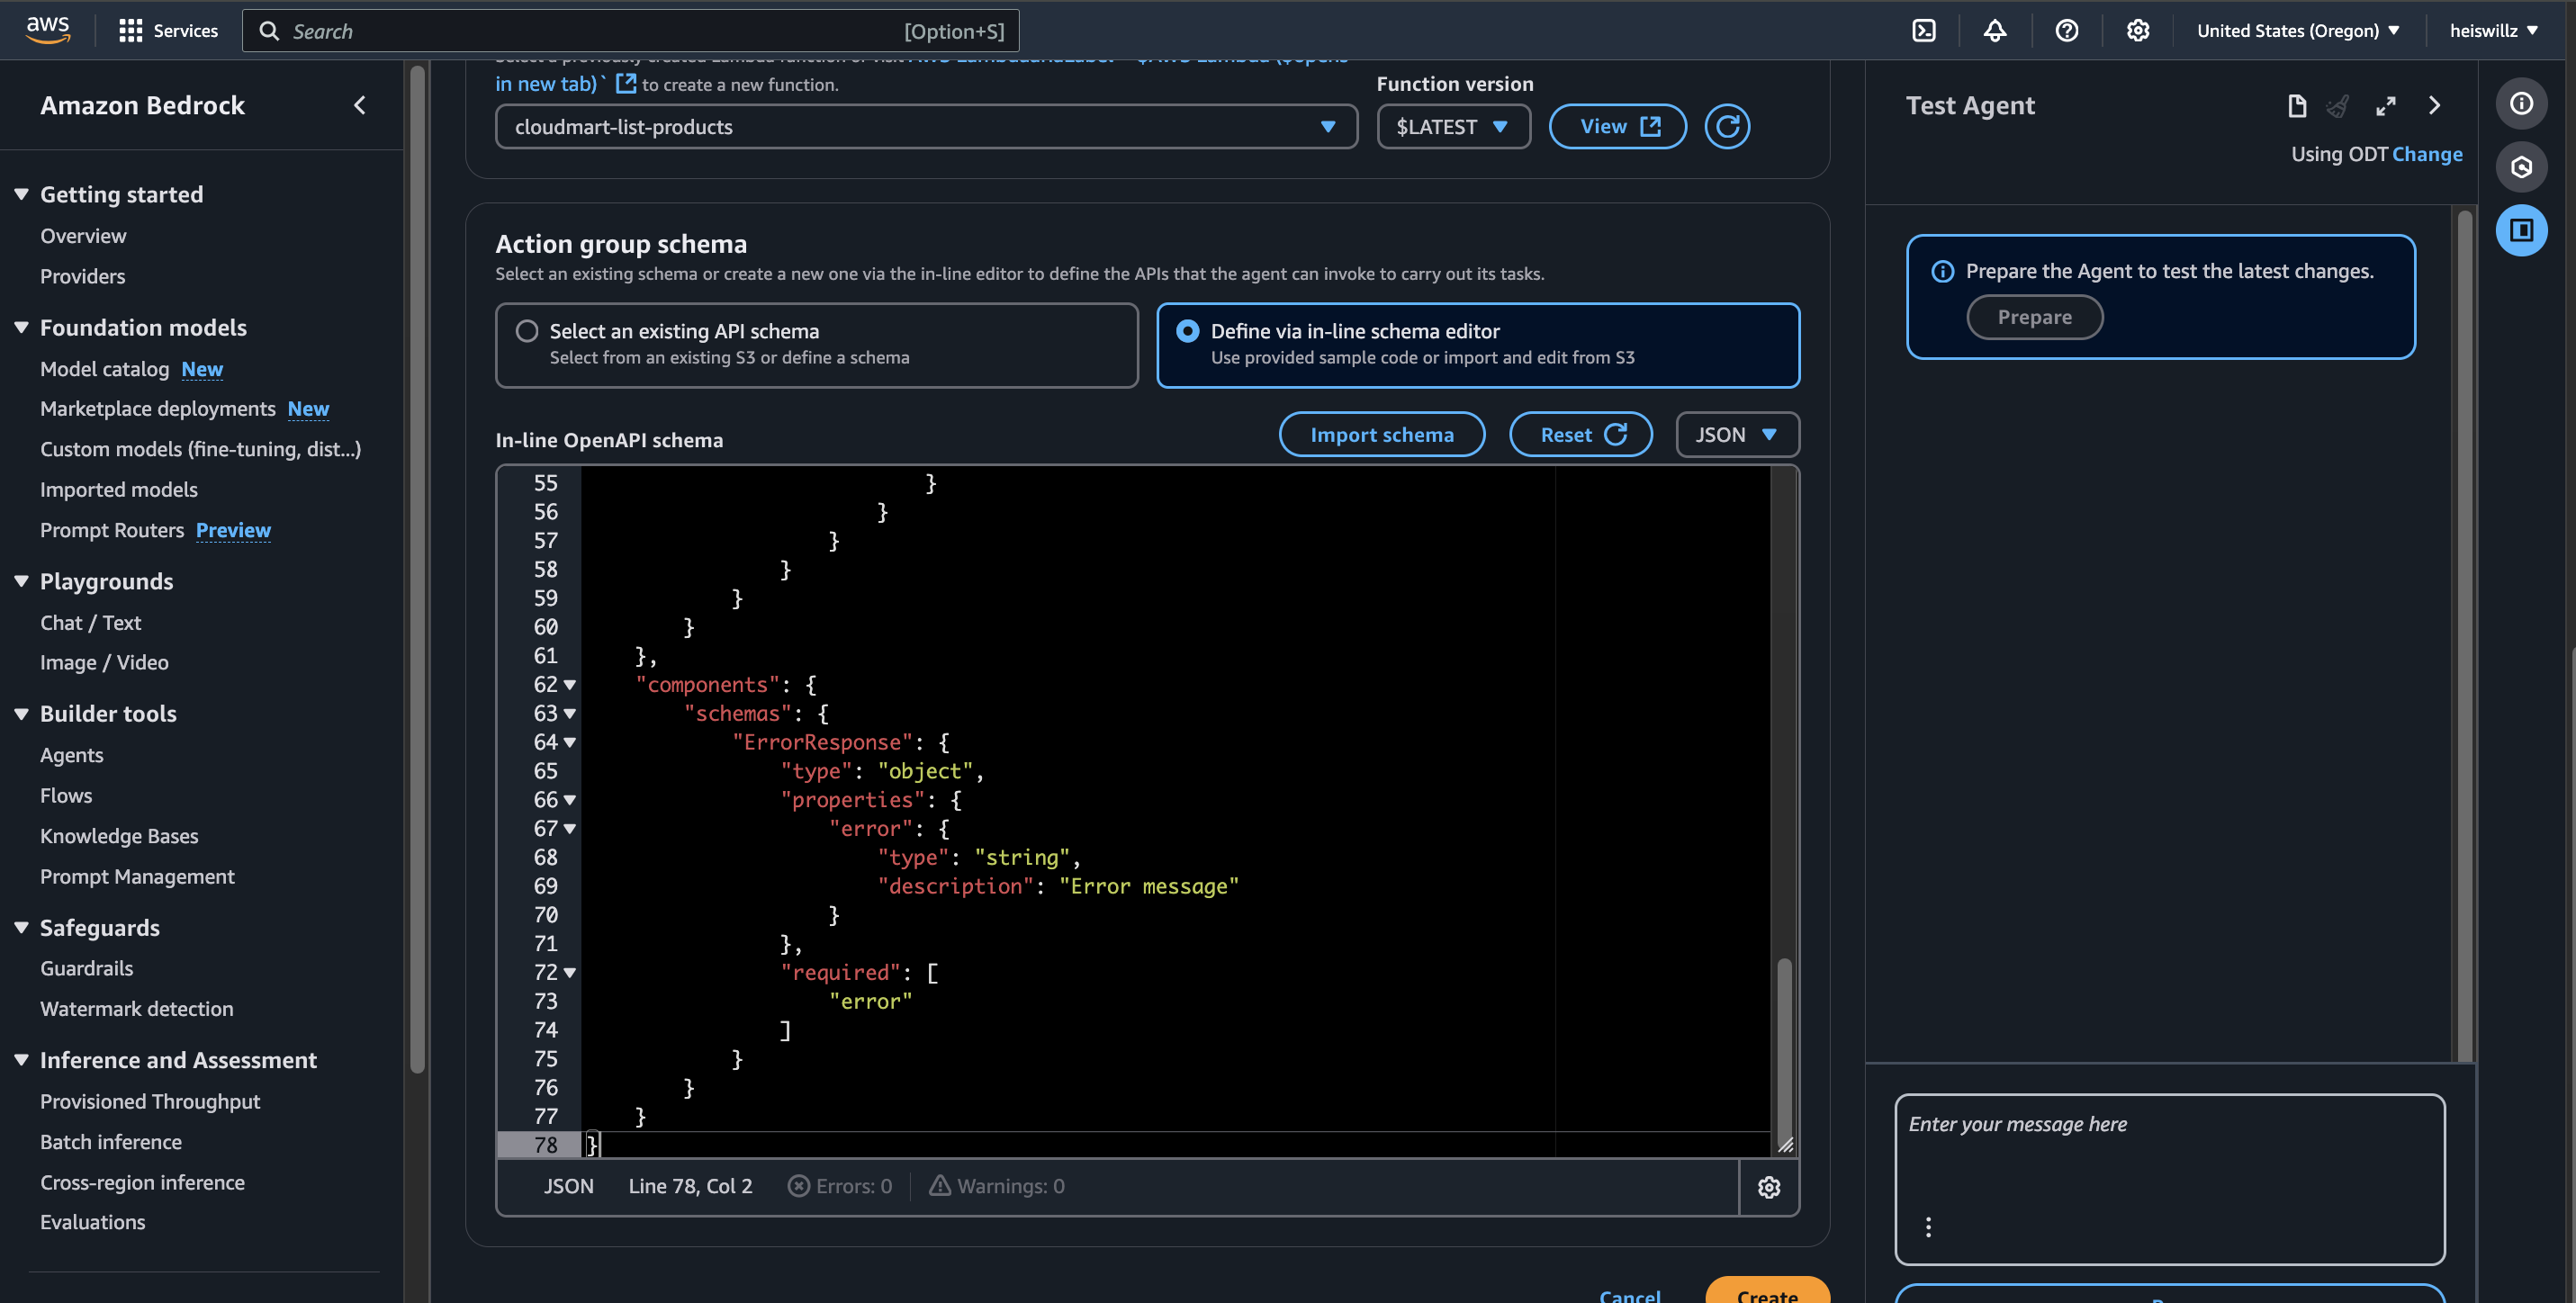 aws
Services
Search
[Option+S]
United States (Oregon)
heiswillz
Amazon Bedrock
Getting started
Overview
Providers
Foundation models
Model catalog New
Marketplace deployments New
Custom models (fine-tuning, dist...)
Imported models
Prompt Routers Preview
Playgrounds
Chat / Text
Image / Video
Builder tools
Agents
Flows
Knowledge Bases
Prompt Management
Safeguards
Guardrails
Watermark detection
Inference and Assessment
Provisioned Throughput
Batch inference
Cross-region inference
Evaluations
in new tab)` to create a new function.
Function version
cloudmart-list-products
$LATEST
View
Action group schema
Select an existing schema or create a new one via the in-line editor to define the APIs that the agent can invoke to carry out its tasks.
Select an existing API schema
Select from an existing S3 or define a schema
Define via in-line schema editor
Use provided sample code or import and edit from S3
In-line OpenAPI schema
Import schema
Reset
JSON
55 }
56 }
57 }
58 }
59 }
60 }
61 },
62 "components": {
63 "schemas": {
64 "ErrorResponse": {
65 "type": "object",
66 "properties": {
67 "error": {
68 "type": "string",
69 "description": "Error message"
70 }
71 },
72 "required": [
73 "error"
74 ]
75 }
76 }
77 }
78 }
JSON Line 78, Col 2 Errors: 0 Warnings: 0
Cancel
Create
Test Agent
Using ODT Change
Prepare the Agent to test the latest changes.
Prepare
Enter your message here